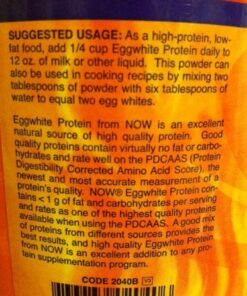 SUGGESTED USAGE: As a high-protein, low-
fat food, add 1/4 cup Eggwhite Protein daily to
12 oz. of milk or other liquid. This powder can
also be used in cooking recipes by mixing two
tablespoons of powder with six tablespoons of
water to equal two egg whites.
Eggwhite Protein from NOW is an excellent
natural source of high quality protein. Good
quality proteins contain virtually no fat or carbo-
hydrates and rate well on the PDCAAS (Protein
Digestibility Corrected Amino Acid Score), the
newest and most accurate measurement of a
protein's quality. NOW® Eggwhite Protein con-
tains < 1 g of fat and carbohydrates per serving
and rates as one of the highest quality proteins
available when using the PDCAAS. A good mix
of proteins from different sources provides the
best results, and high quality Eggwhite Protein
from NOW is an excellent addition to any pro-
tein supplementation program.
CODE 2040B V9